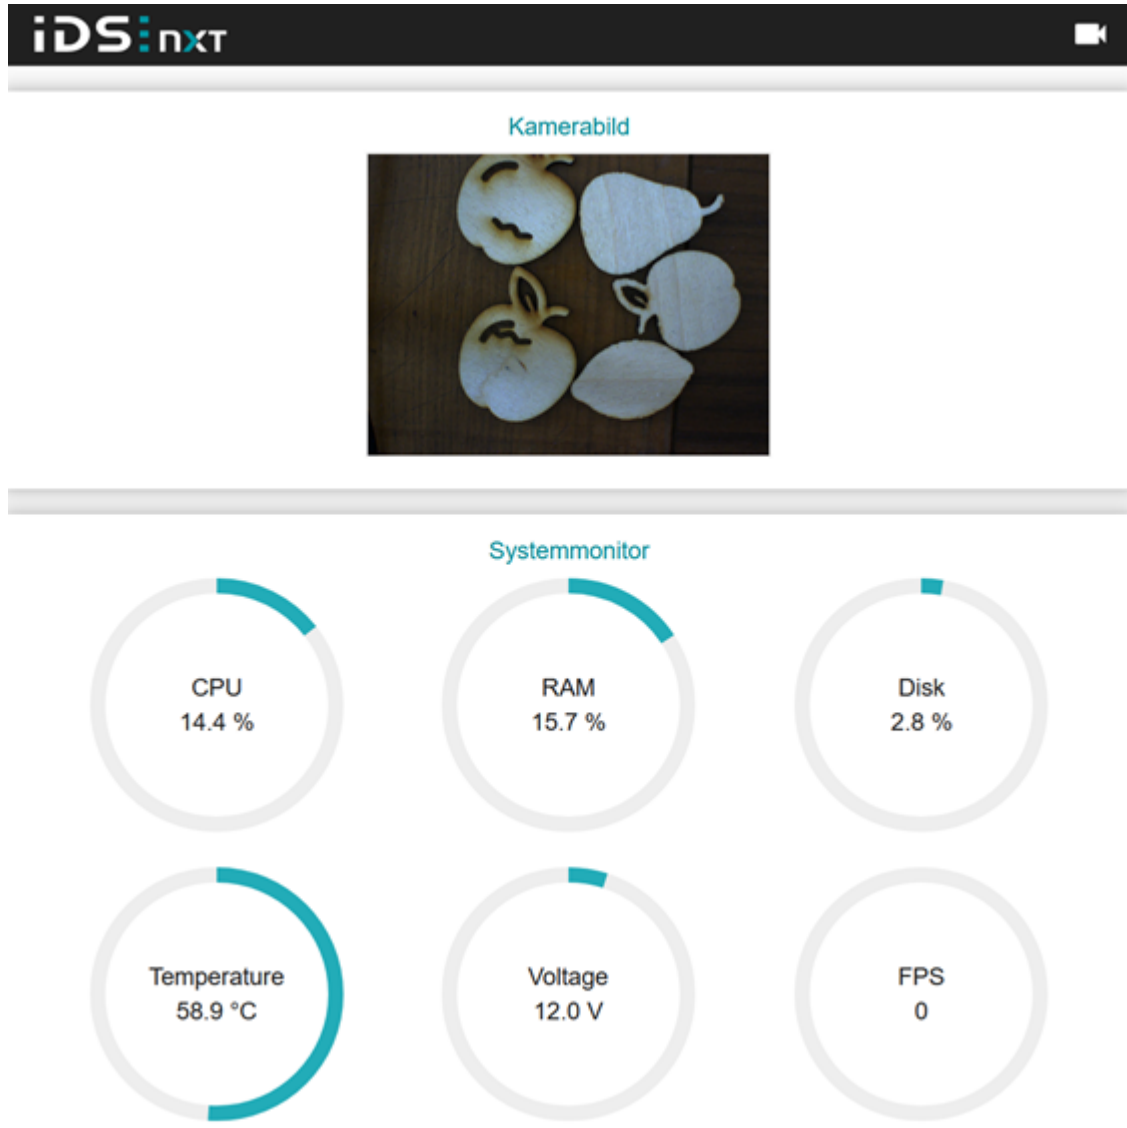 iDS nxt
Kamerabild
Systemmonitor
CPU
14.4 %
RAM
15.7 %
Disk
2.8 %
Temperature
58.9 °C
Voltage
12.0 V
FPS
0